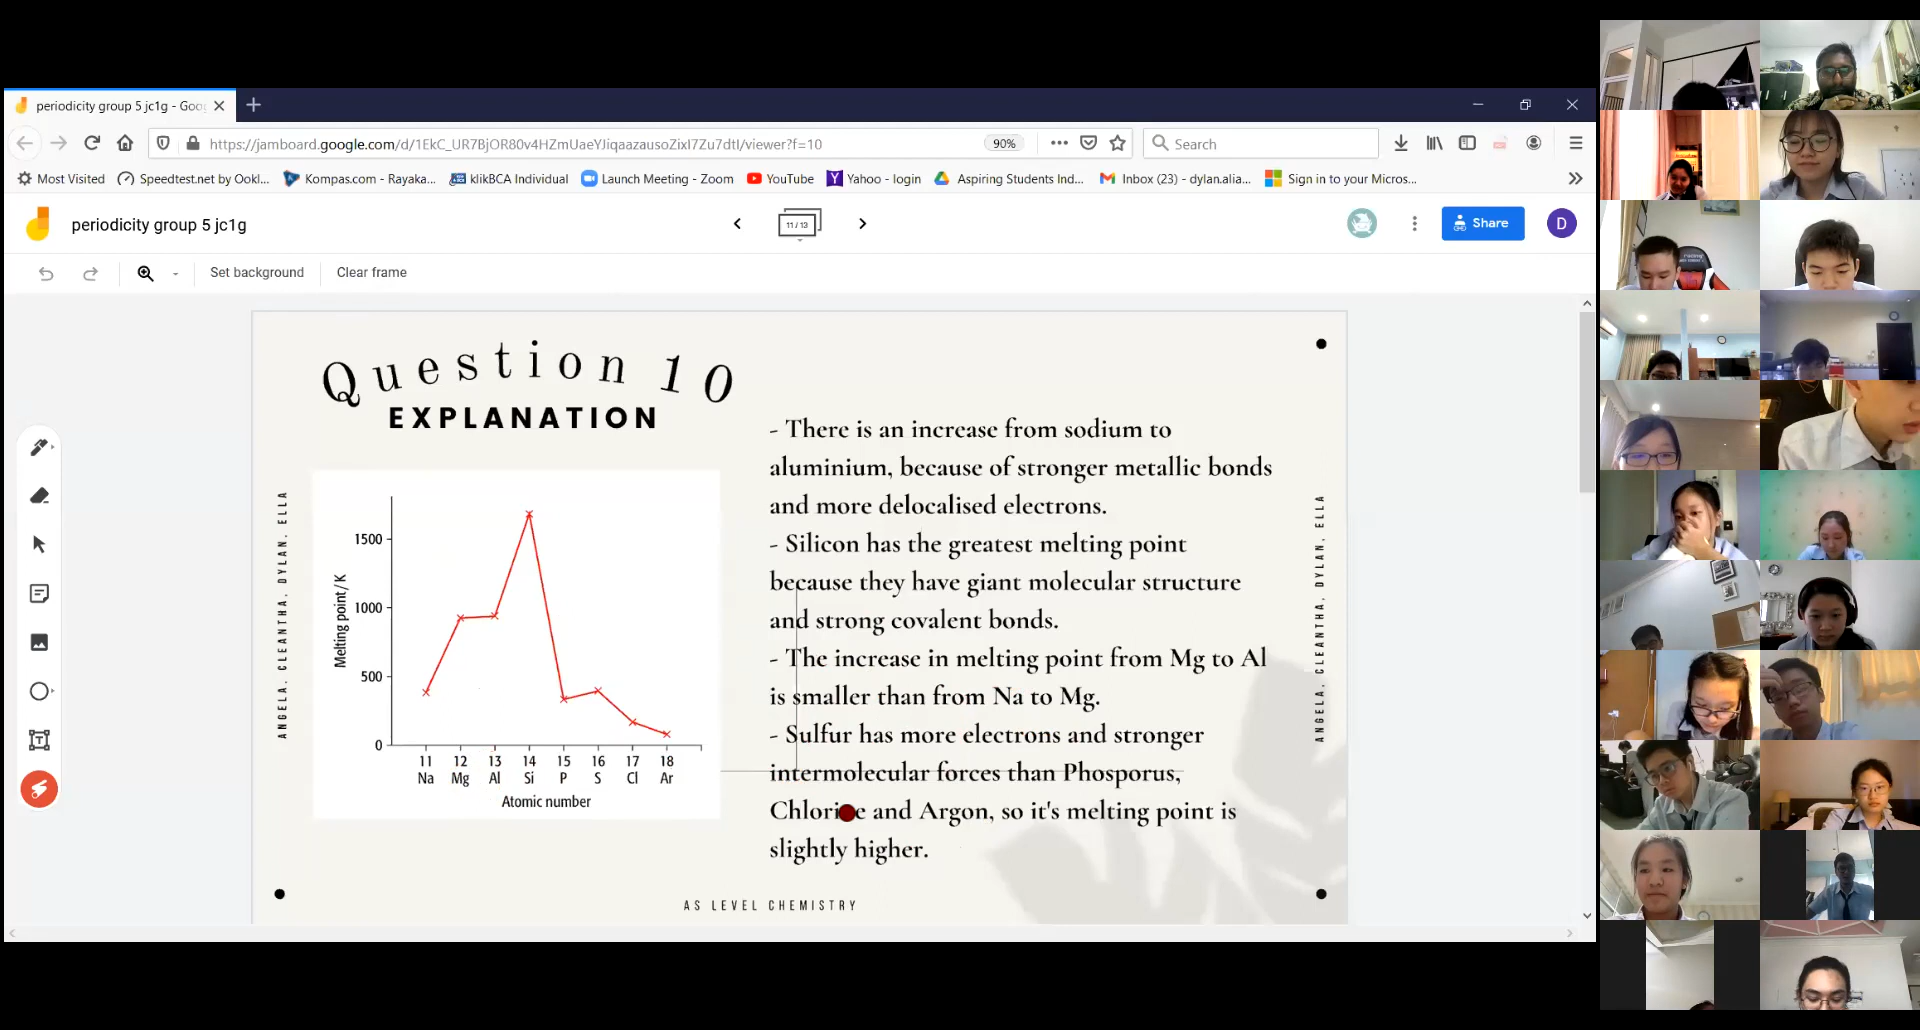 periodicity group 5 jc1g - Goo
https://jamboard.google.com/d/1EkC_UR7BjOR80v4HZmUaeYJiqaazausoZixI7Zu7dtI/viewer?f=10
90%
Search
Most Visited
Speedtest.net by Ookl...
Kompas.com - Rayaka...
klikBCA Individual
Launch Meeting - Zoom
YouTube
Yahoo - login
Aspiring Students Ind...
Inbox (23) - dylan.alia...
Sign in to your Micros...
periodicity group 5 jc1g
11 / 13
Share
D
Set background
Clear frame
Question 10
EXPLANATION
ANGELA, CLEANTHA, DYLAN, ELLA
Melting point/K
1500
1000
500
0
11 12 13 14 15 16 17 18
Na Mg Al Si P S Cl Ar
Atomic number
- There is an increase from sodium to
aluminium, because of stronger metallic bonds
and more delocalised electrons.
- Silicon has the greatest melting point
because they have giant molecular structure
and strong covalent bonds.
- The increase in melting point from Mg to Al
is smaller than from Na to Mg.
- Sulfur has more electrons and stronger
intermolecular forces than Phosporus,
Chlorine and Argon, so it's melting point is
slightly higher.
ANGELA, CLEANTHA, DYLAN, ELLA
AS LEVEL CHEMISTRY